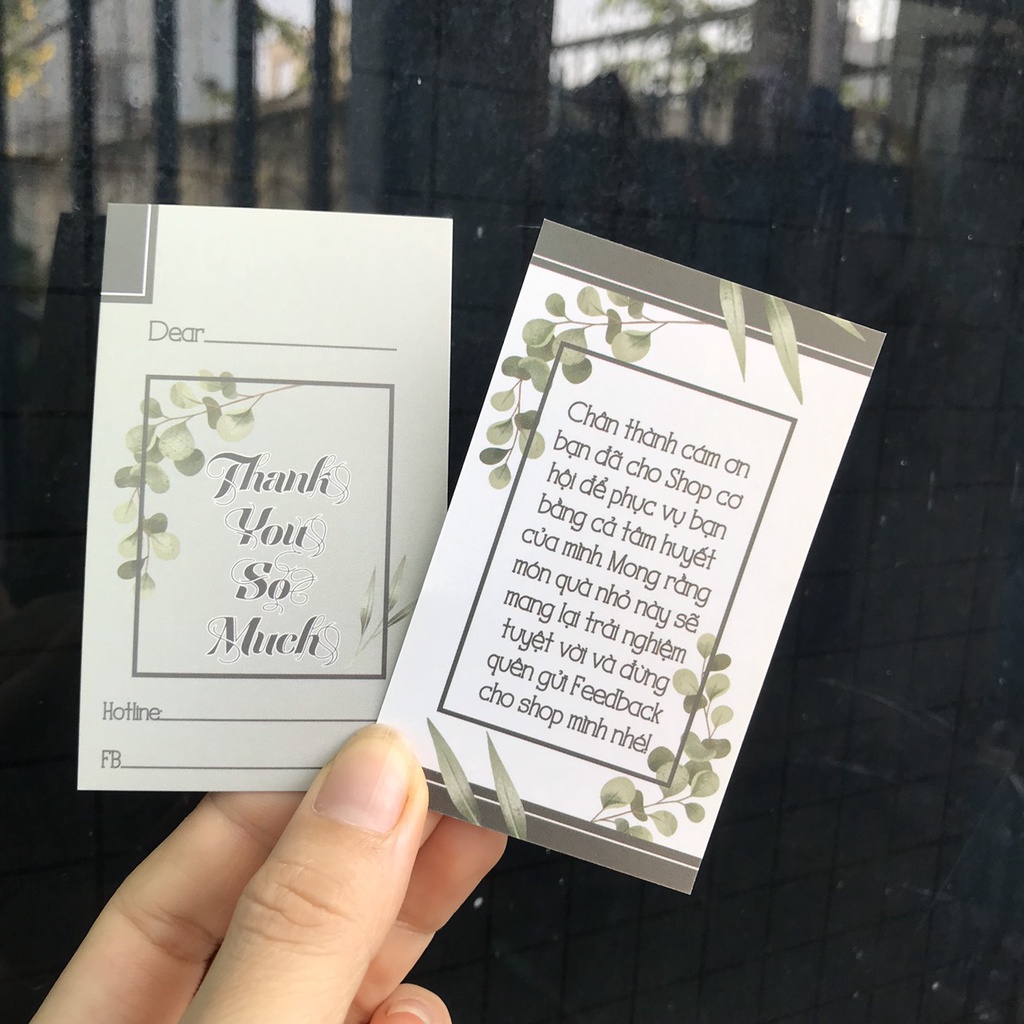 Dear
Thank
You
So
Much
Hotline:
FB
Chân thành cám ơn
bạn đã cho Shop cơ
hội để phục vụ bạn
bằng cả tâm huyết
của mình Mong rằng
món quà nhỏ này sẽ
mang lại trải nghiệm
tuyệt vời và đừng
quên gửi Feedback
cho shop mình nhé!